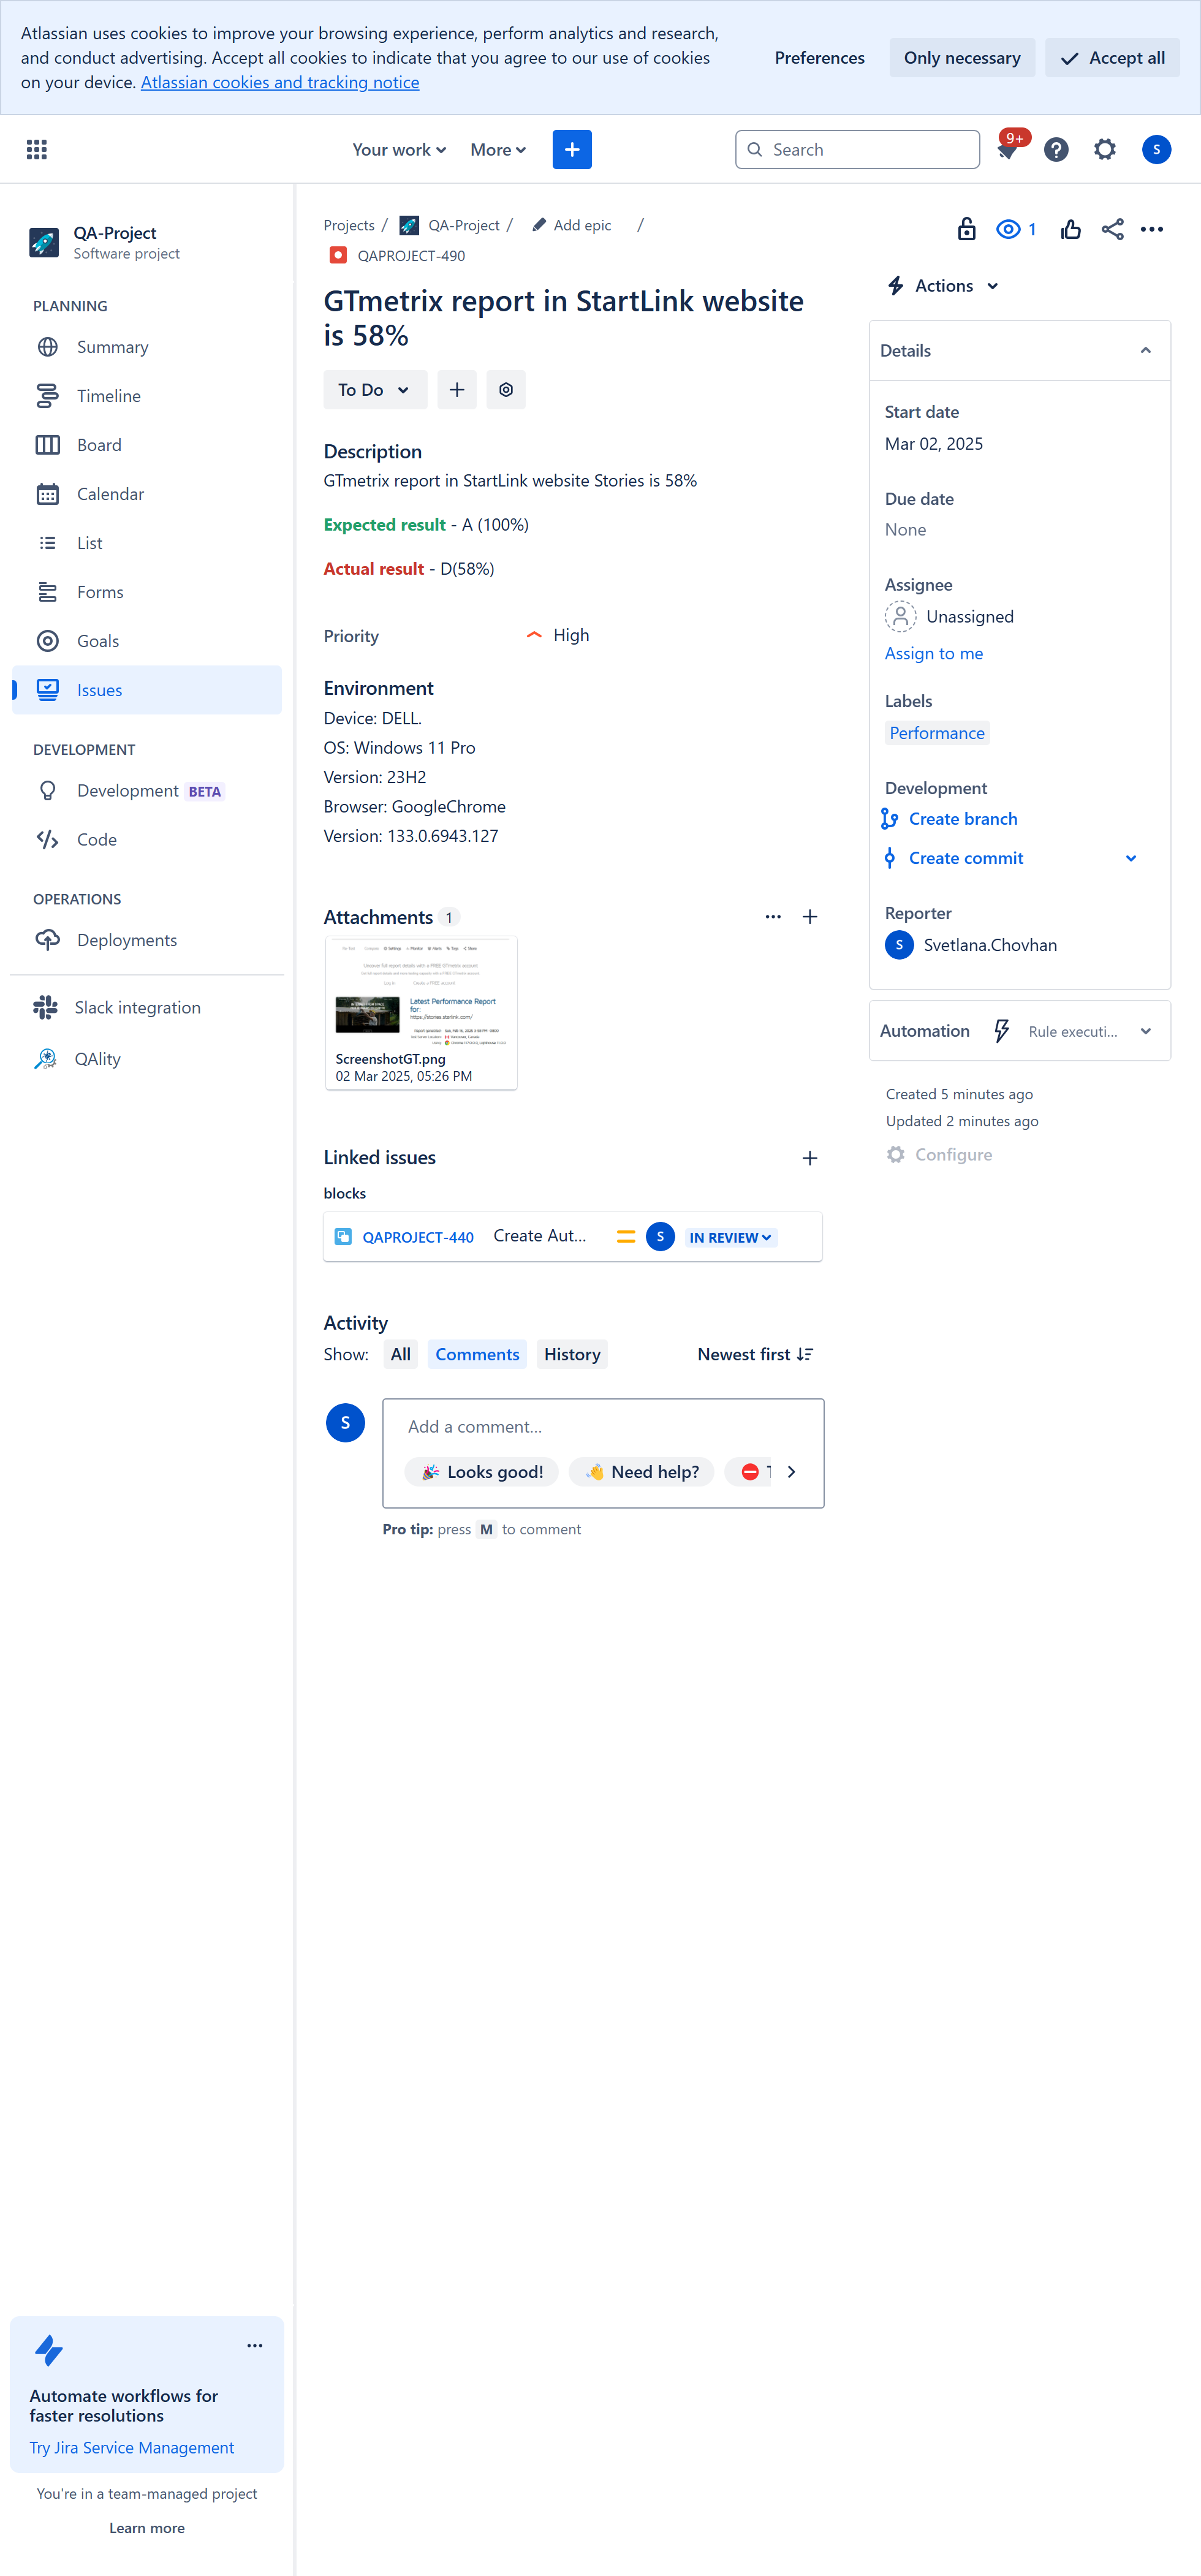 Atlassian uses cookies to improve your browsing experience, perform analytics and research,
and conduct advertising. Accept all cookies to indicate that you agree to our use of cookies
on your device. Atlassian cookies and tracking notice
Preferences
Only necessary
Accept all
Your work
More
Search
9+
S
QA-Project
Software project
PLANNING
Summary
Timeline
Board
Calendar
List
Forms
Goals
Issues
DEVELOPMENT
Development BETA
Code
OPERATIONS
Deployments
Slack integration
QAlity
Projects / QA-Project / Add epic /
QAPROJECT-490
1
GTmetrix report in StartLink website
is 58%
To Do
Description
GTmetrix report in StartLink website Stories is 58%
Expected result - A (100%)
Actual result - D(58%)
Priority
High
Environment
Device: DELL.
OS: Windows 11 Pro
Version: 23H2
Browser: GoogleChrome
Version: 133.0.6943.127
Attachments 1
Latest Performance Report
for:
https://stories.starlink.com/
ScreenshotGT.png
02 Mar 2025, 05:26 PM
Linked issues
blocks
QAPROJECT-440 Create Aut... S IN REVIEW
Activity
Show: All Comments History
Newest first
S
Add a comment...
Looks good!
Need help?
Pro tip: press M to comment
Actions
Details
Start date
Mar 02, 2025
Due date
None
Assignee
Unassigned
Assign to me
Labels
Performance
Development
Create branch
Create commit
Reporter
S Svetlana.Chovhan
Automation
Rule executi...
Created 5 minutes ago
Updated 2 minutes ago
Configure
Automate workflows for
faster resolutions
Try Jira Service Management
You're in a team-managed project
Learn more